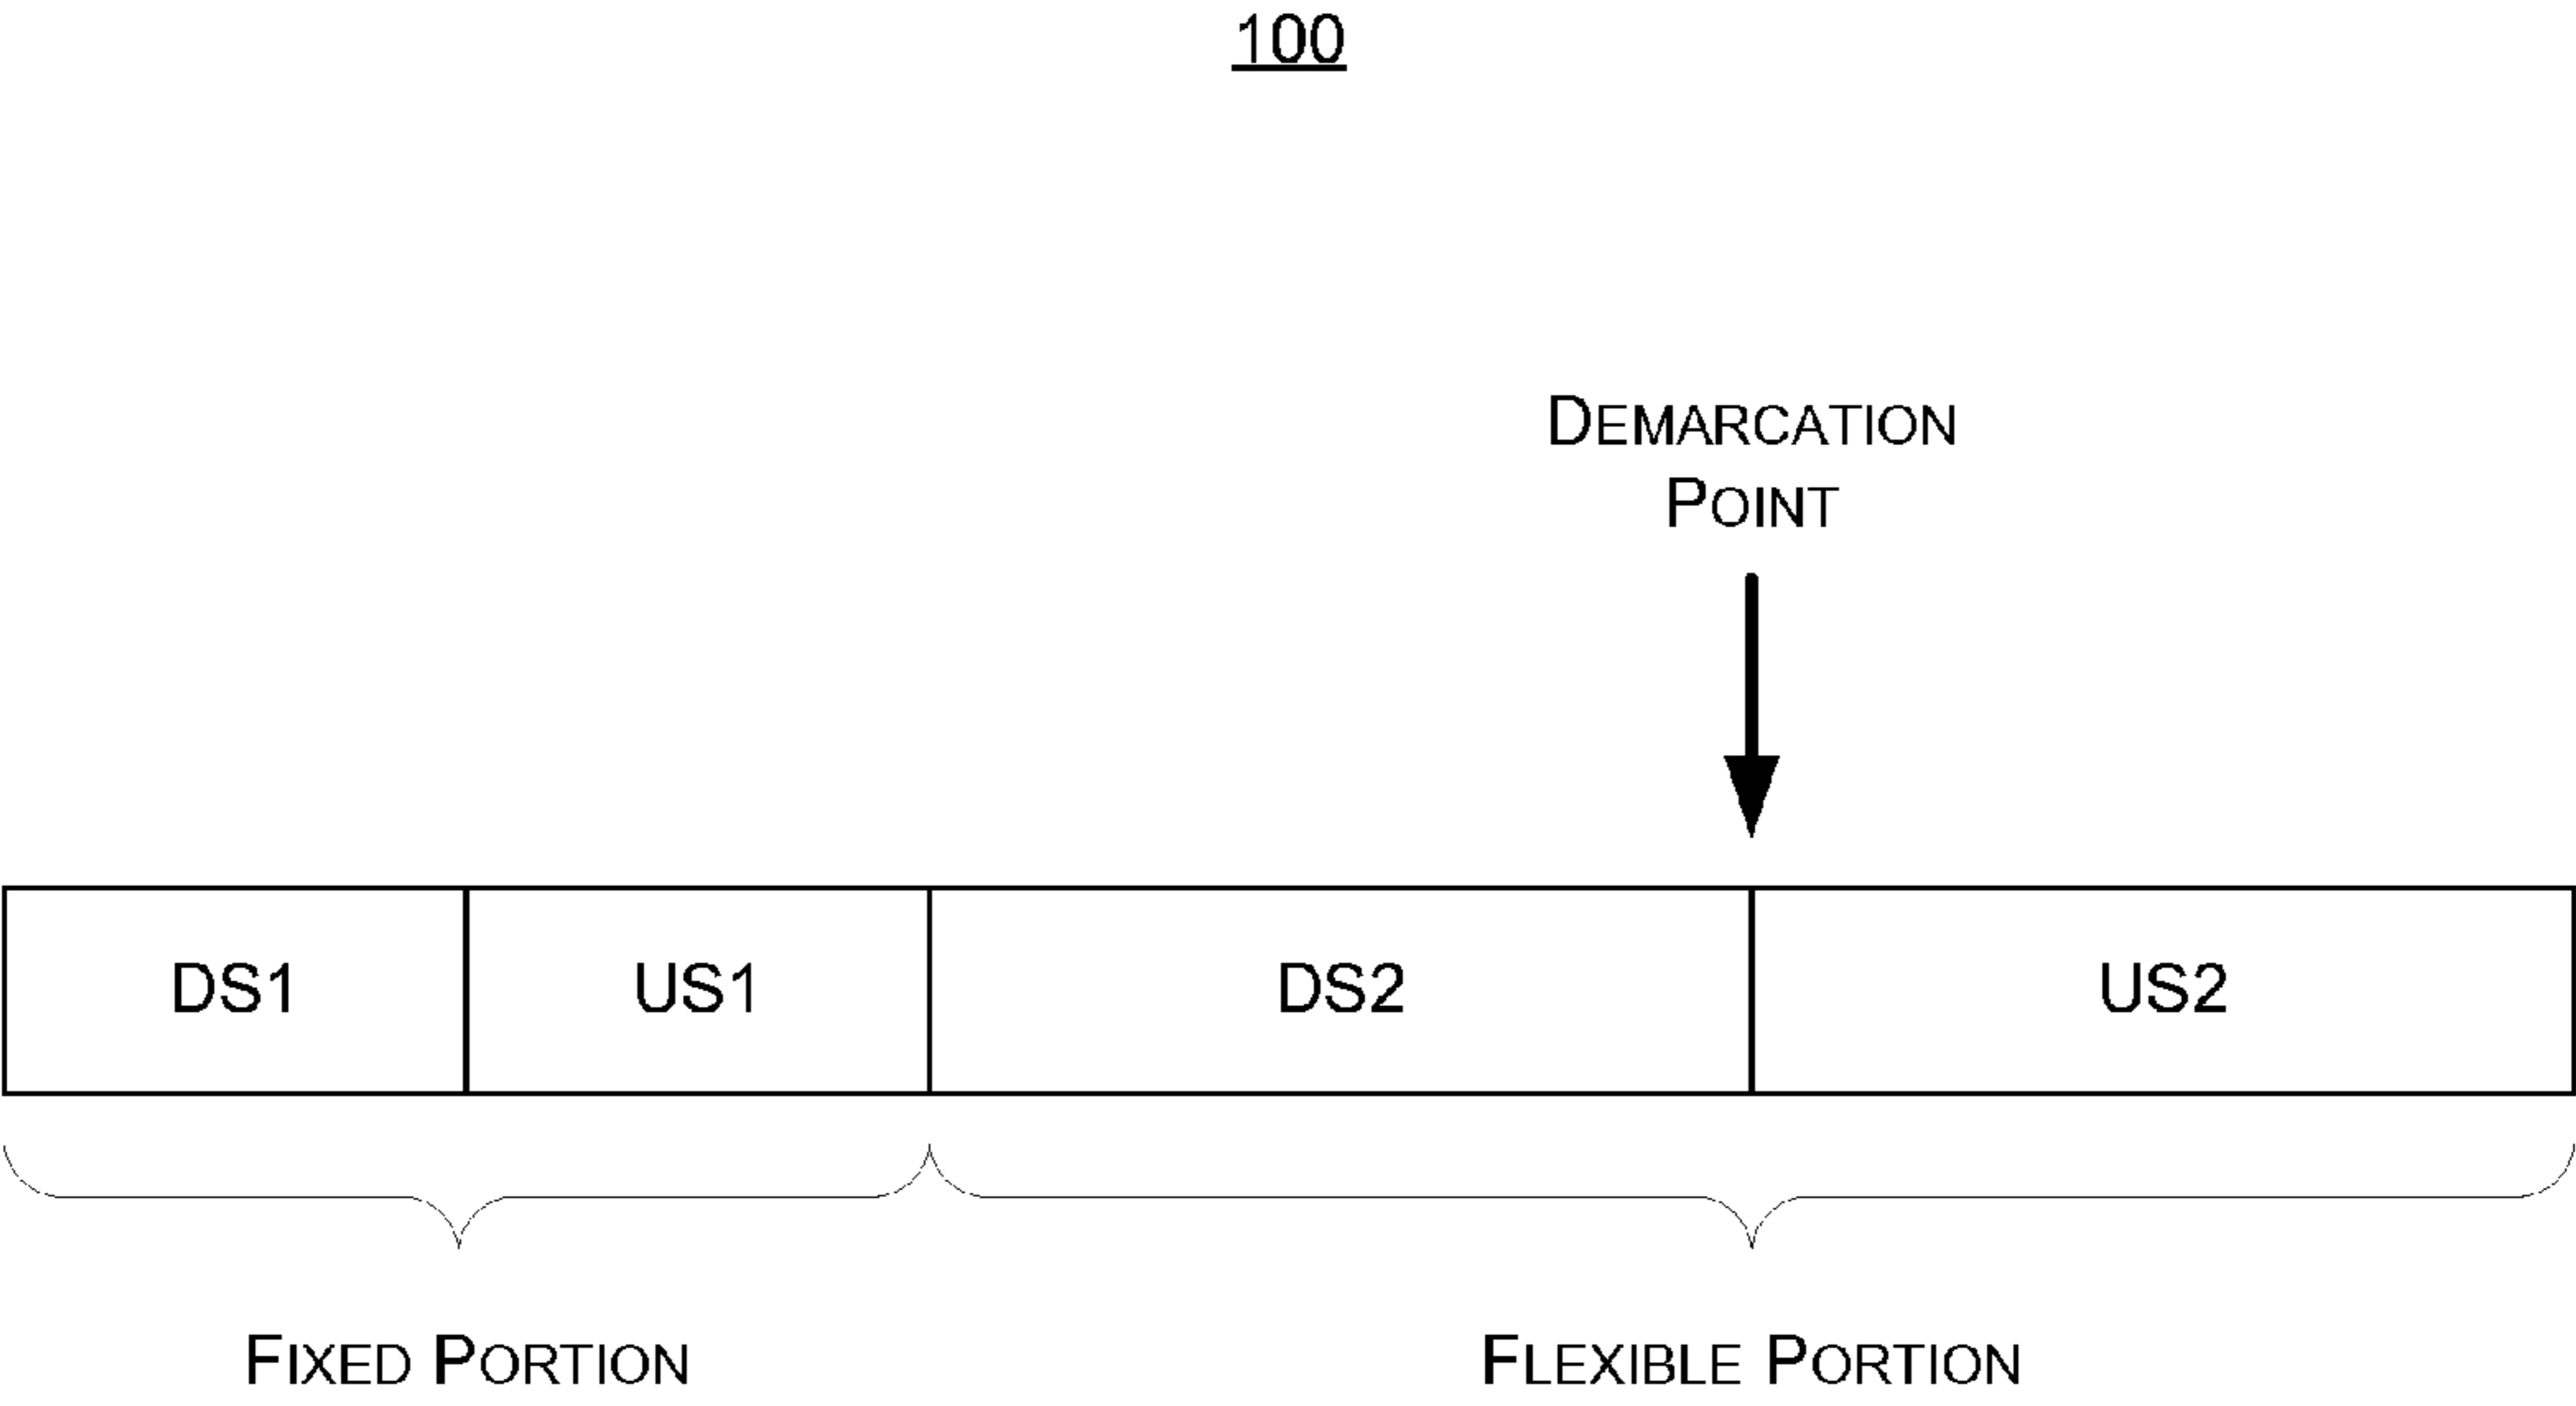 100
DEMARCATION
POINT
DS1 US1 DS2 US2
FIXED PORTION FLEXIBLE PORTION